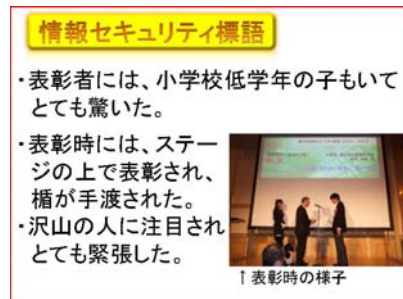 情報セキュリティ標語
・表彰者には、小学校低学年の子もいて
とても驚いた。
・表彰時には、ステー
ジの上で表彰され、
楯が手渡された。
・沢山の人に注目され
とても緊張した。
↑表彰時の様子